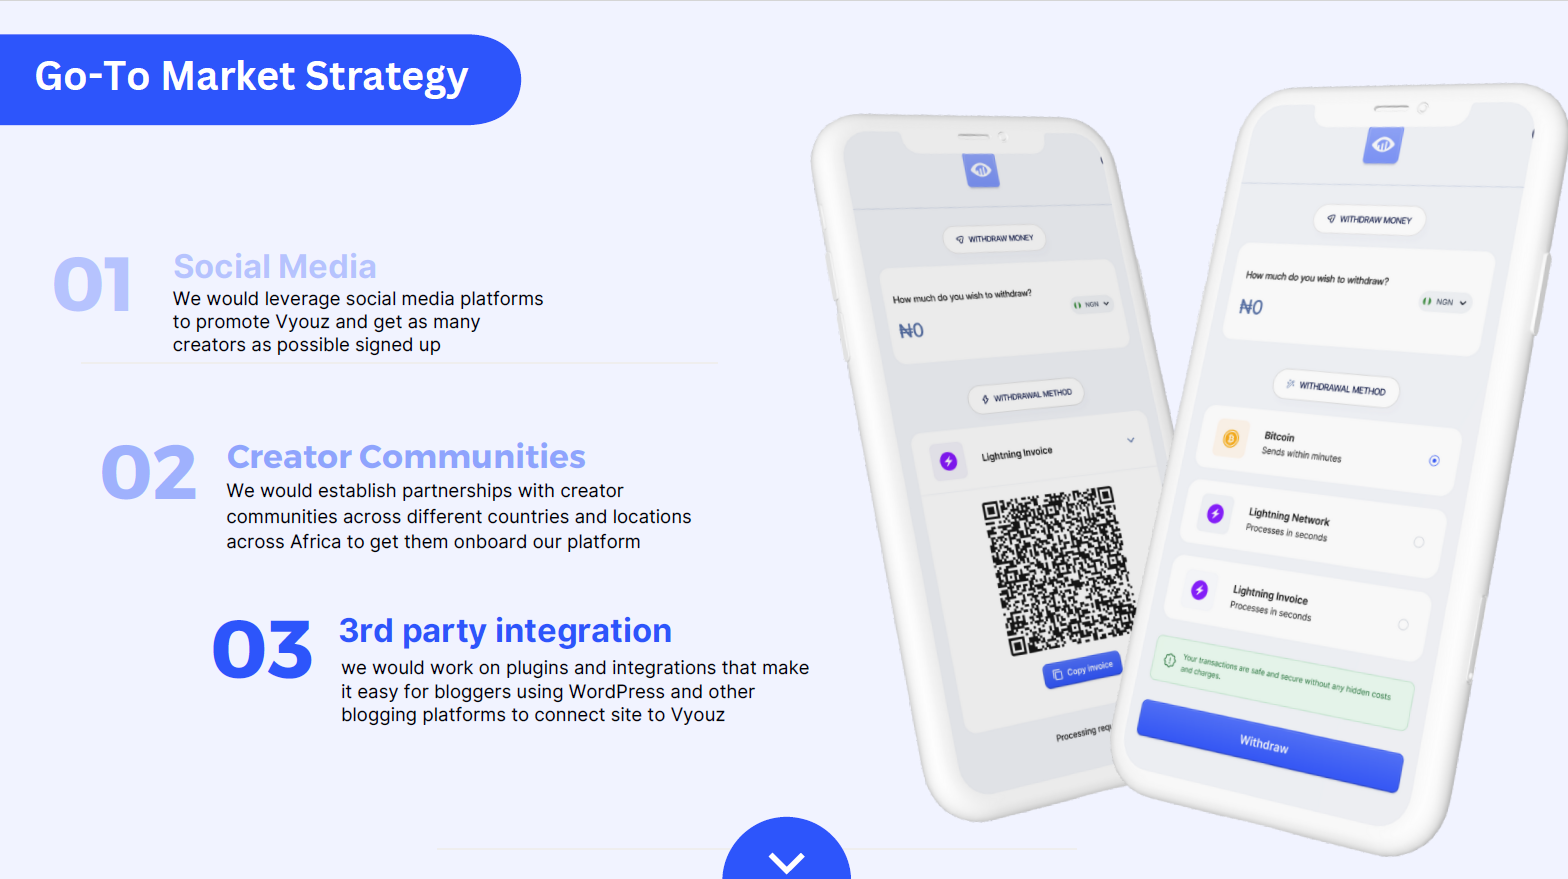 Go-To Market Strategy
01
Social Media
We would leverage social media platforms
to promote Vyouz and get as many
creators as possible signed up
02
Creator Communities
We would establish partnerships with creator
communities across different countries and locations
across Africa to get them onboard our platform
03
3rd party integration
we would work on plugins and integrations that make
it easy for bloggers using WordPress and other
blogging platforms to connect site to Vyouz
WITHDRAW MONEY
How much do you wish to withdraw?
NGN
₦0
WITHDRAWAL METHOD
Lightning Invoice
Copy invoice
Processing
WITHDRAW MONEY
How much do you wish to withdraw?
NGN
₦0
WITHDRAWAL METHOD
Bitcoin
Sends within minutes
Lightning Network
Processes in seconds
Lightning Invoice
Processes in seconds
Your transactions are safe and secure without any hidden costs
and charges.
Withdraw